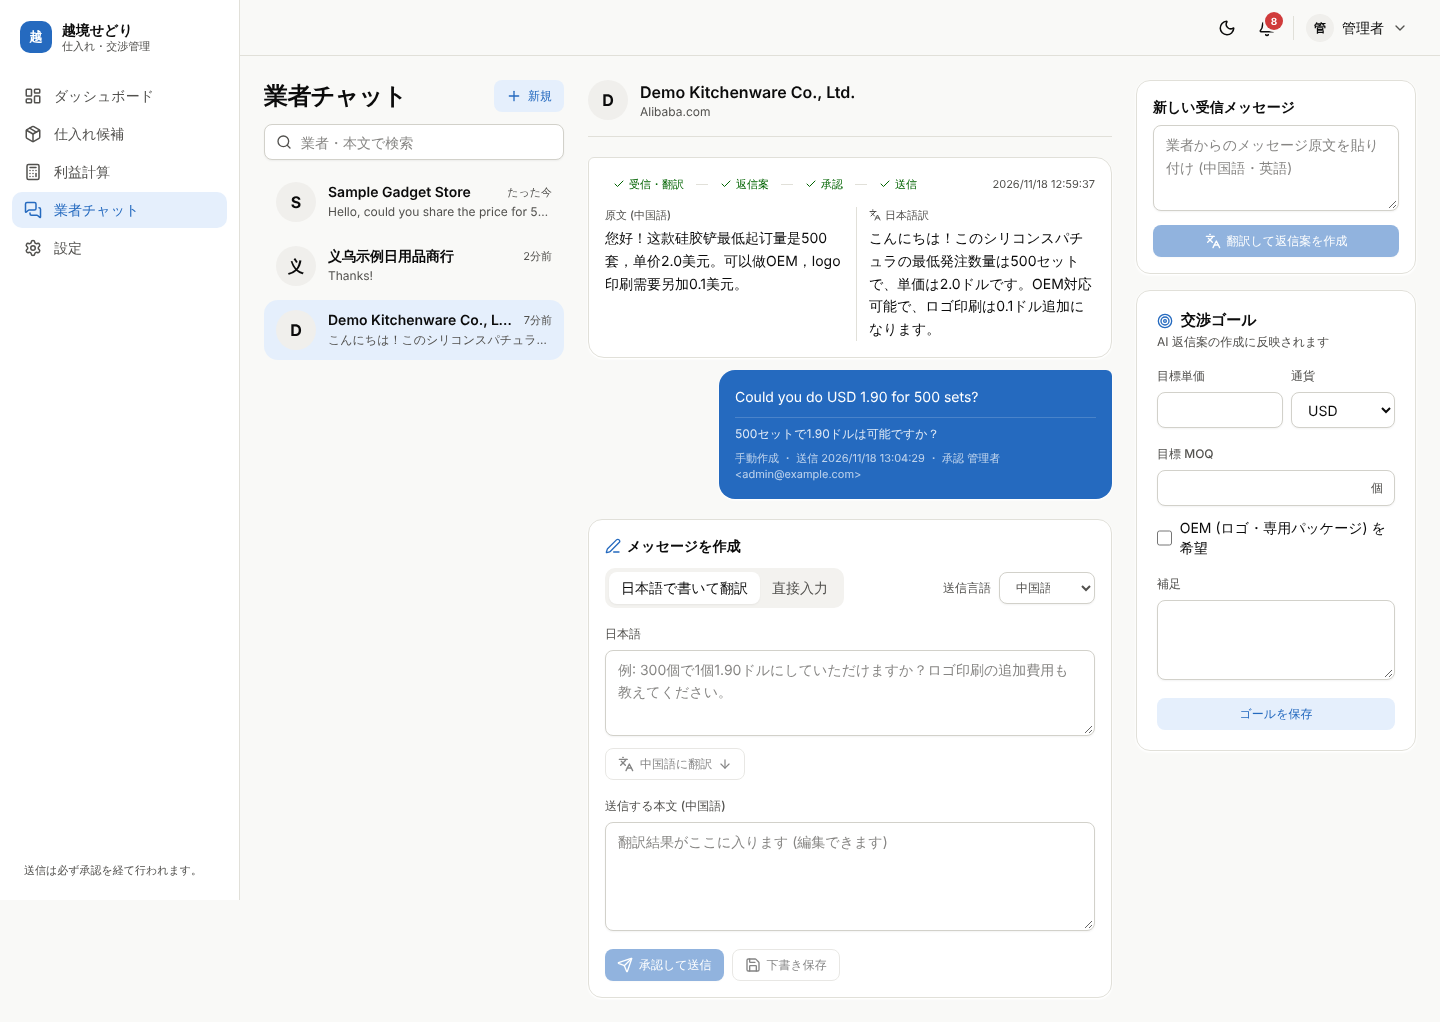 越
越境せどり
仕入れ・交渉管理
ダッシュボード
仕入れ候補
利益計算
業者チャット
設定
送信は必ず承認を経て行われます。
8
管
管理者
業者チャット
新規
業者・本文で検索
S
Sample Gadget Store
たった今
Hello, could you share the price for 5...
义
义乌示例日用品商行
2分前
Thanks!
D
Demo Kitchenware Co., L...
7分前
こんにちは！このシリコンスパチュラ...
D
Demo Kitchenware Co., Ltd.
Alibaba.com
受信・翻訳
返信案
承認
送信
2026/11/18 12:59:37
原文 (中国語)
您好！这款硅胶铲最低起订量是500
套，单价2.0美元。可以做OEM，logo
印刷需要另加0.1美元。
日本語訳
こんにちは！このシリコンスパチ
ュラの最低発注数量は500セット
で、単価は2.0ドルです。OEM対応
可能で、ロゴ印刷は0.1ドル追加に
なります。
Could you do USD 1.90 for 500 sets?
500セットで1.90ドルは可能ですか？
手動作成 ・ 送信 2026/11/18 13:04:29 ・ 承認 管理者
<admin@example.com>
メッセージを作成
日本語で書いて翻訳
直接入力
送信言語
中国語
日本語
例: 300個で1個1.90ドルにしていただけますか？ロゴ印刷の追加費用も
教えてください。
中国語に翻訳
送信する本文 (中国語)
翻訳結果がここに入ります (編集できます)
承認して送信
下書き保存
新しい受信メッセージ
業者からのメッセージ原文を貼り
付け (中国語・英語)
翻訳して返信案を作成
交渉ゴール
AI 返信案の作成に反映されます
目標単価
通貨
USD
目標 MOQ
個
OEM (ロゴ・専用パッケージ) を
希望
補足
ゴールを保存